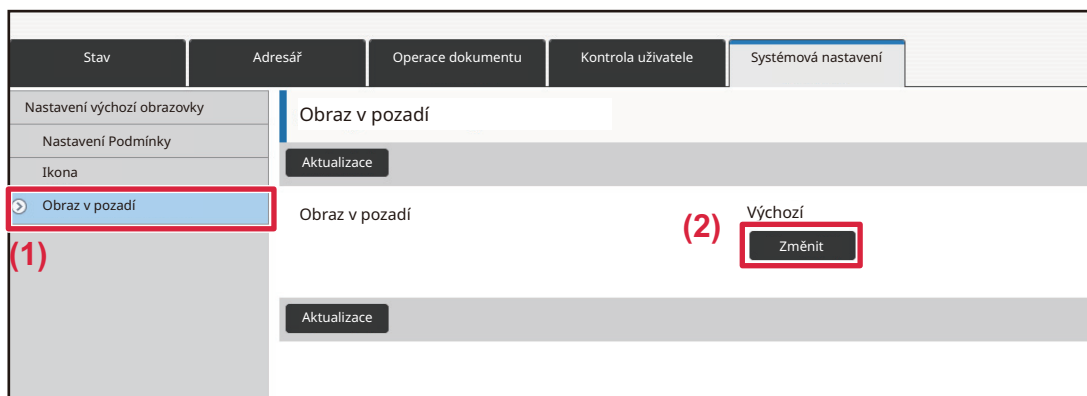 Stav
Adresář
Operace dokumentu
Kontrola uživatele
Systémová nastavení
Nastavení výchozí obrazovky
Nastavení Podmínky
Ikona
Obraz v pozadí
(1)
Obraz v pozadí
Aktualizace
Obraz v pozadí
Výchozí
(2)
Změnit
Aktualizace